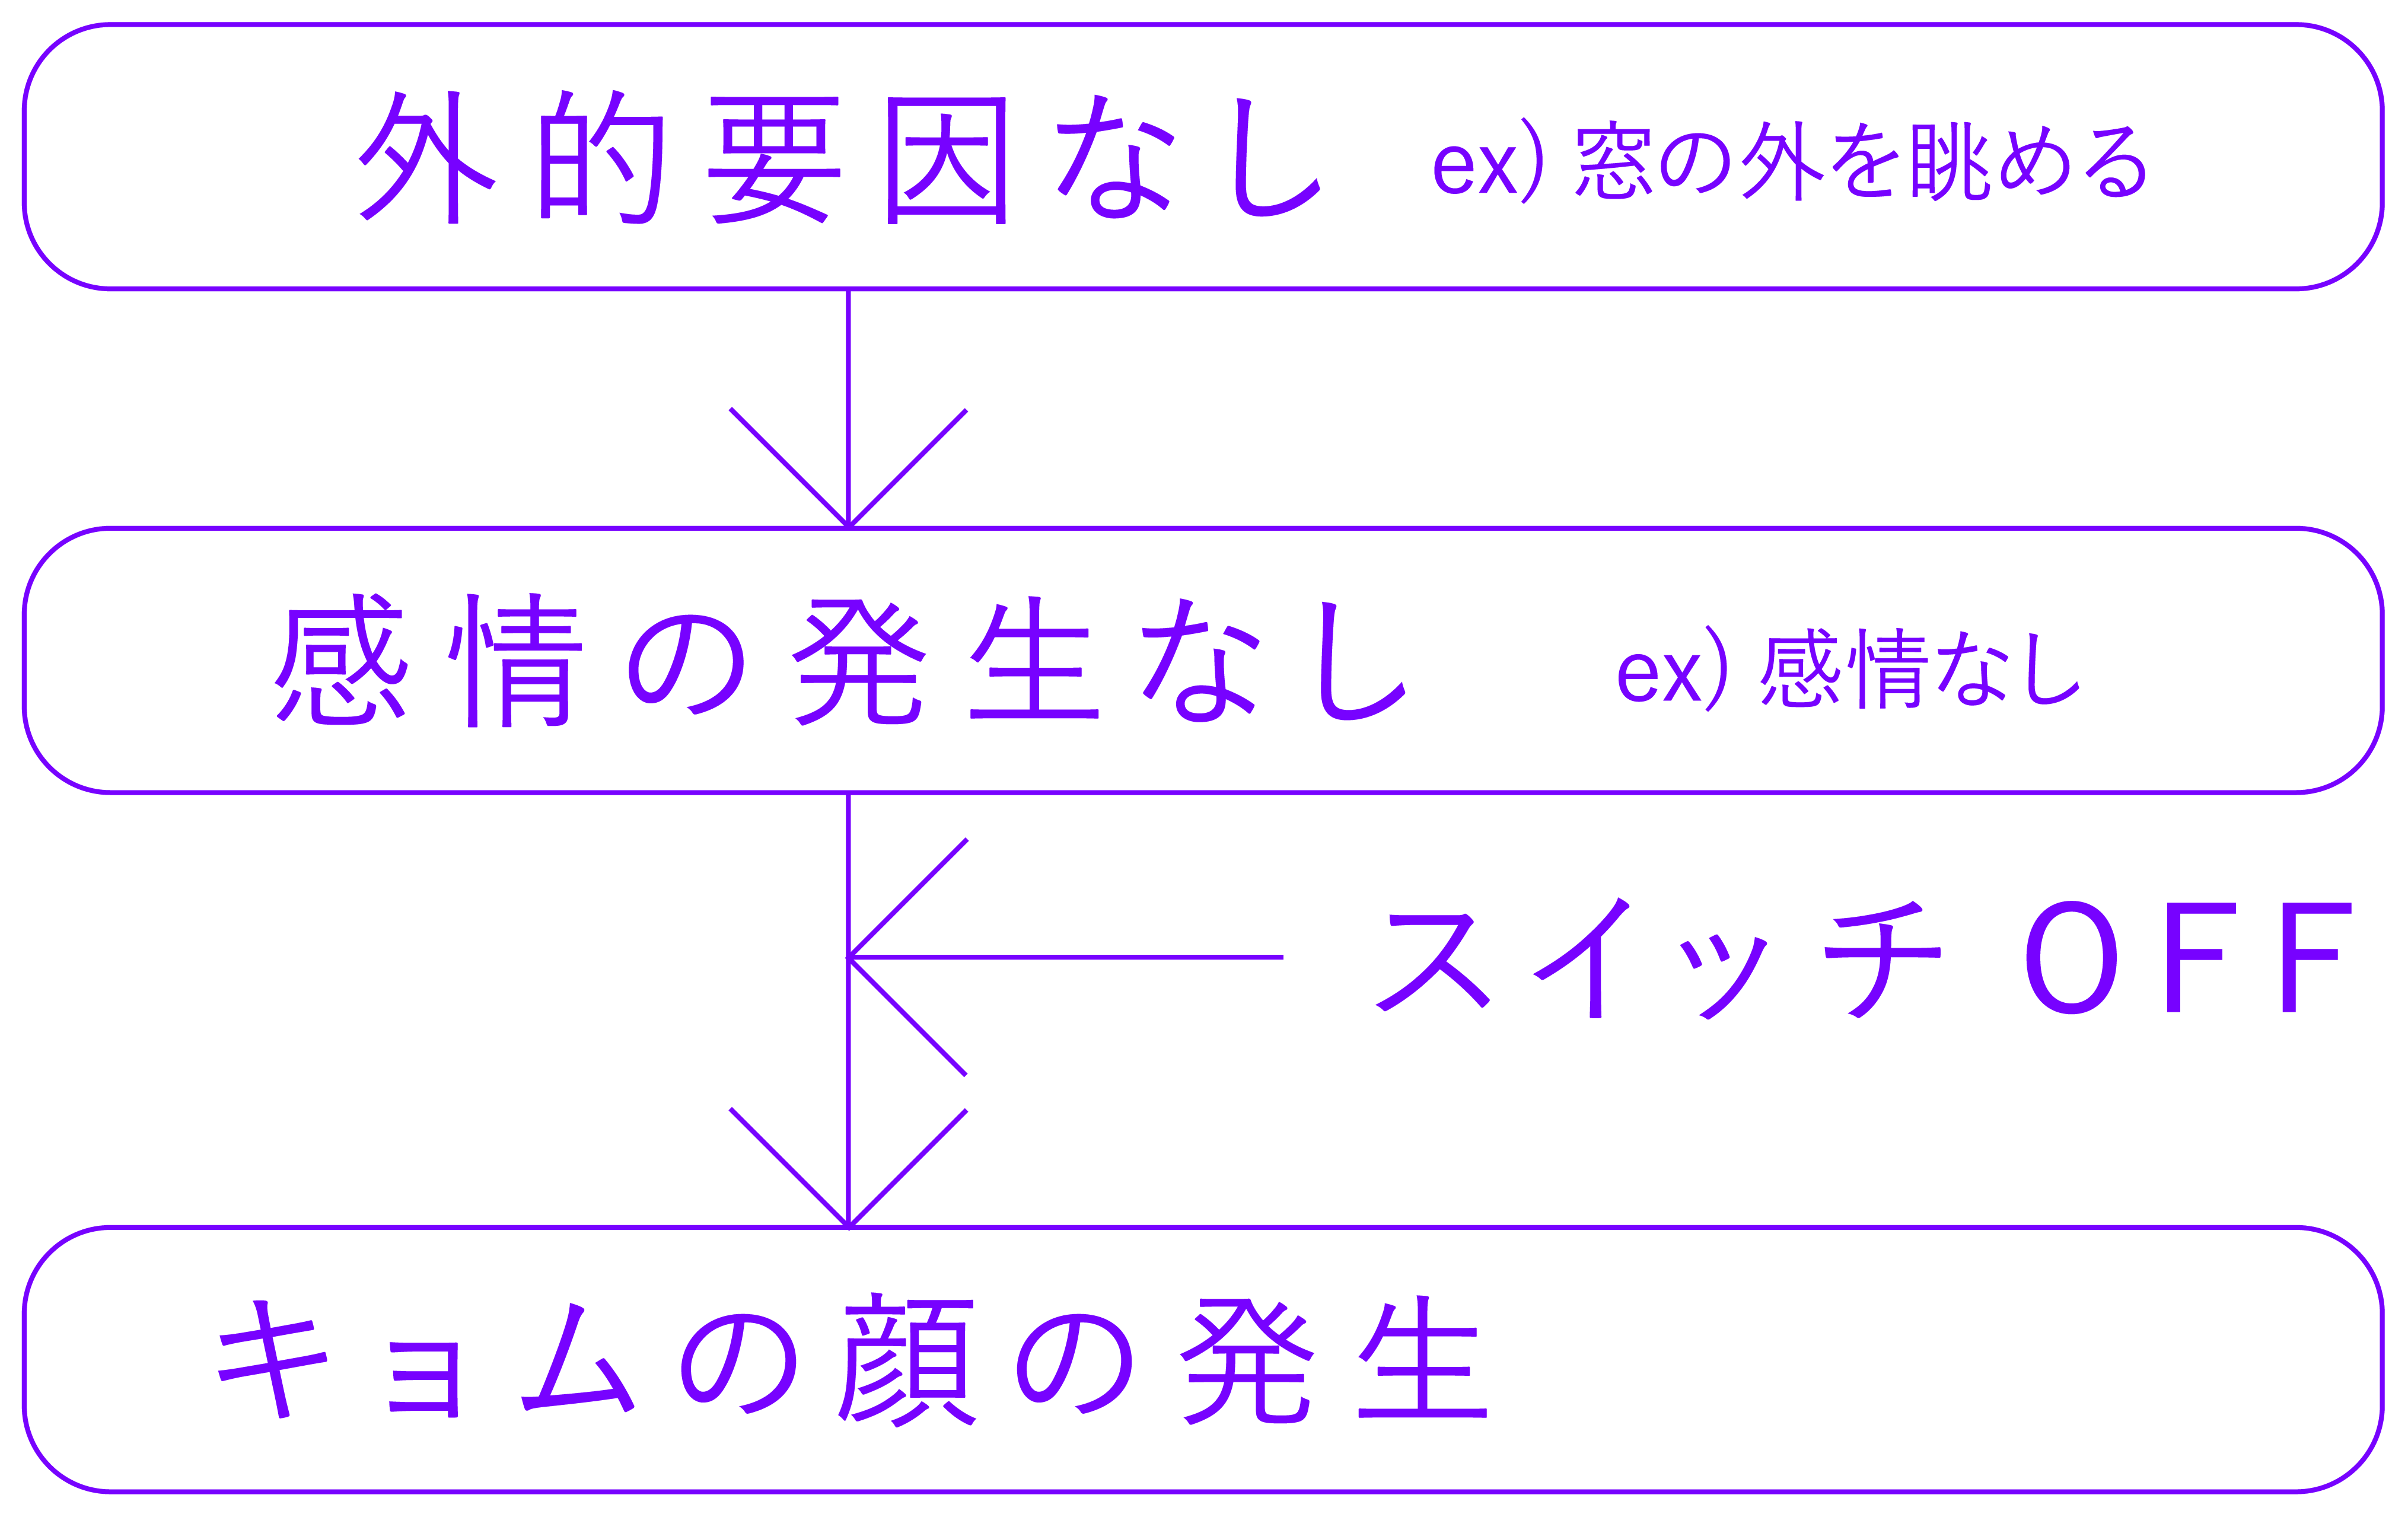 外的要因なし ex) 窓の外を眺める
感情の発生なし ex) 感情なし
スイッチ OFF
キョムの顔の発生